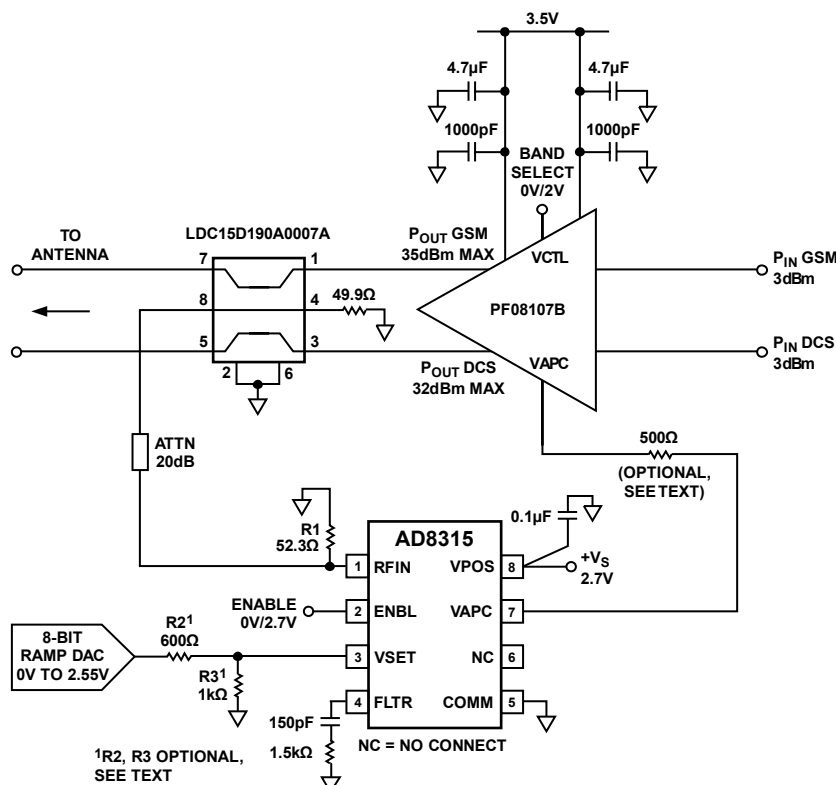 3.5V
4.7µF
4.7µF
1000pF
1000pF
BAND
SELECT
0V/2V
TO
ANTENNA
LDC15D190A0007A
POUT GSM
35dBm MAX
VCTL
PIN GSM
3dBm
7
1
8
4
49.9Ω
PF08107B
5
3
2
6
POUT DCS
32dBm MAX
VAPC
PIN DCS
3dBm
ATTN
20dB
500Ω
(OPTIONAL,
SEE TEXT)
R1
52.3Ω
0.1µF
AD8315
1
RFIN
VPOS
8
+VS
2.7V
ENABLE
0V/2.7V
2
ENBL
VAPC
7
8-BIT
RAMP DAC
0V TO 2.55V
R2¹
600Ω
3
VSET
NC
6
R3¹
1kΩ
4
FLTR
COMM
5
150pF
1.5kΩ
NC = NO CONNECT
¹R2, R3 OPTIONAL,
SEE TEXT